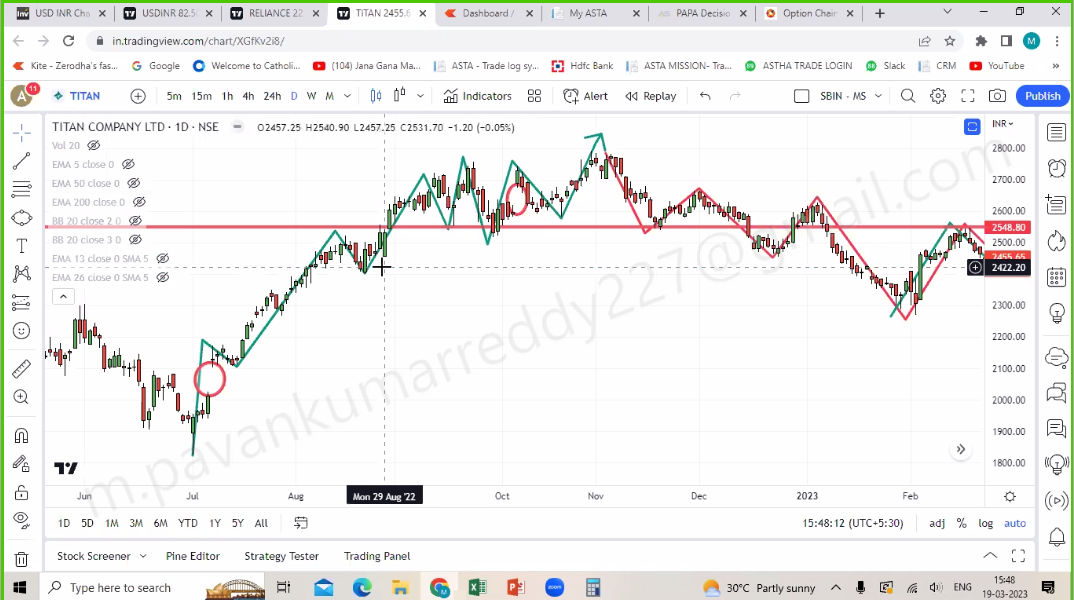 USD INR Cha
USDINR 82.50
RELIANCE 22
TITAN 2455.6
Dashboard /
My ASTA
PAPA Decisio
Option Chain
in.tradingview.com/chart/XGfKv2i8/
M
Kite - Zerodha's fas...
Google
Welcome to Catholi...
(104) Jana Gana Ma...
ASTA - Trade log sy...
Hdfc Bank
ASTA MISSION- Tra...
ASTHA TRADE LOGIN
Slack
CRM
YouTube
A 11
TITAN
5m 15m 1h 4h 24h D W M
Indicators
Alert
Replay
SBIN - MS
Publish
TITAN COMPANY LTD · 1D · NSE
O2457.25 H2540.90 L2457.25 C2531.70 -1.20 (-0.05%)
INR
Vol 20
EMA 5 close 0
EMA 50 close 0
EMA 200 close 0
BB 20 close 2 0
BB 20 close 3 0
EMA 13 close 0 SMA 5
EMA 26 close 0 SMA 5
2800.00
2700.00
2600.00
2548.80
2500.00
2455.65
2422.20
2300.00
2200.00
2100.00
2000.00
1900.00
1800.00
m.pavankumarreddy227@gmail.com
Jun Jul Aug Mon 29 Aug '22 Oct Nov Dec 2023 Feb
1D 5D 1M 3M 6M YTD 1Y 5Y All
15:48:12 (UTC+5:30)
adj % log auto
Stock Screener
Pine Editor
Strategy Tester
Trading Panel
Type here to search
zoom
30°C Partly sunny
ENG
15:48
19-03-2023